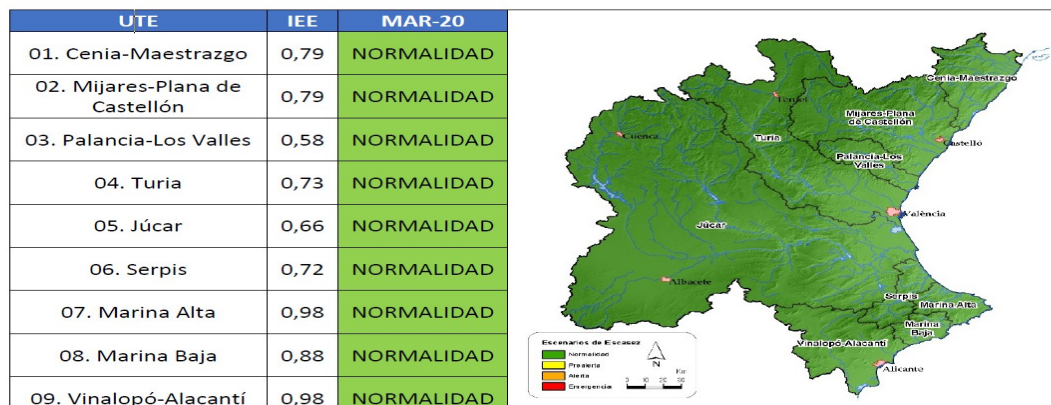 UTE IEE MAR-20
01. Cenia-Maestrazgo 0,79 NORMALIDAD
02. Mijares-Plana de
Castellón 0,79 NORMALIDAD
03. Palancia-Los Valles 0,58 NORMALIDAD
04. Turia 0,73 NORMALIDAD
05. Júcar 0,66 NORMALIDAD
06. Serpis 0,72 NORMALIDAD
07. Marina Alta 0,98 NORMALIDAD
08. Marina Baja 0,88 NORMALIDAD
09. Vinalopó-Alacantí 0,98 NORMALIDAD
Cenia-Maestrazgo
Teruel
Mijares-Plana
de Castellón
Cuenca
Turia
Castelló
Palancia-Los
Valles
València
Júcar
Albacete
Serpis
Marina Alta
Marina
Baja
Vinalopó-Alacantí
Alicante
Escenarios de Escasez
Normalidad
Prealerta
Alerta
Emergencia
N
Km
0 10 20 30